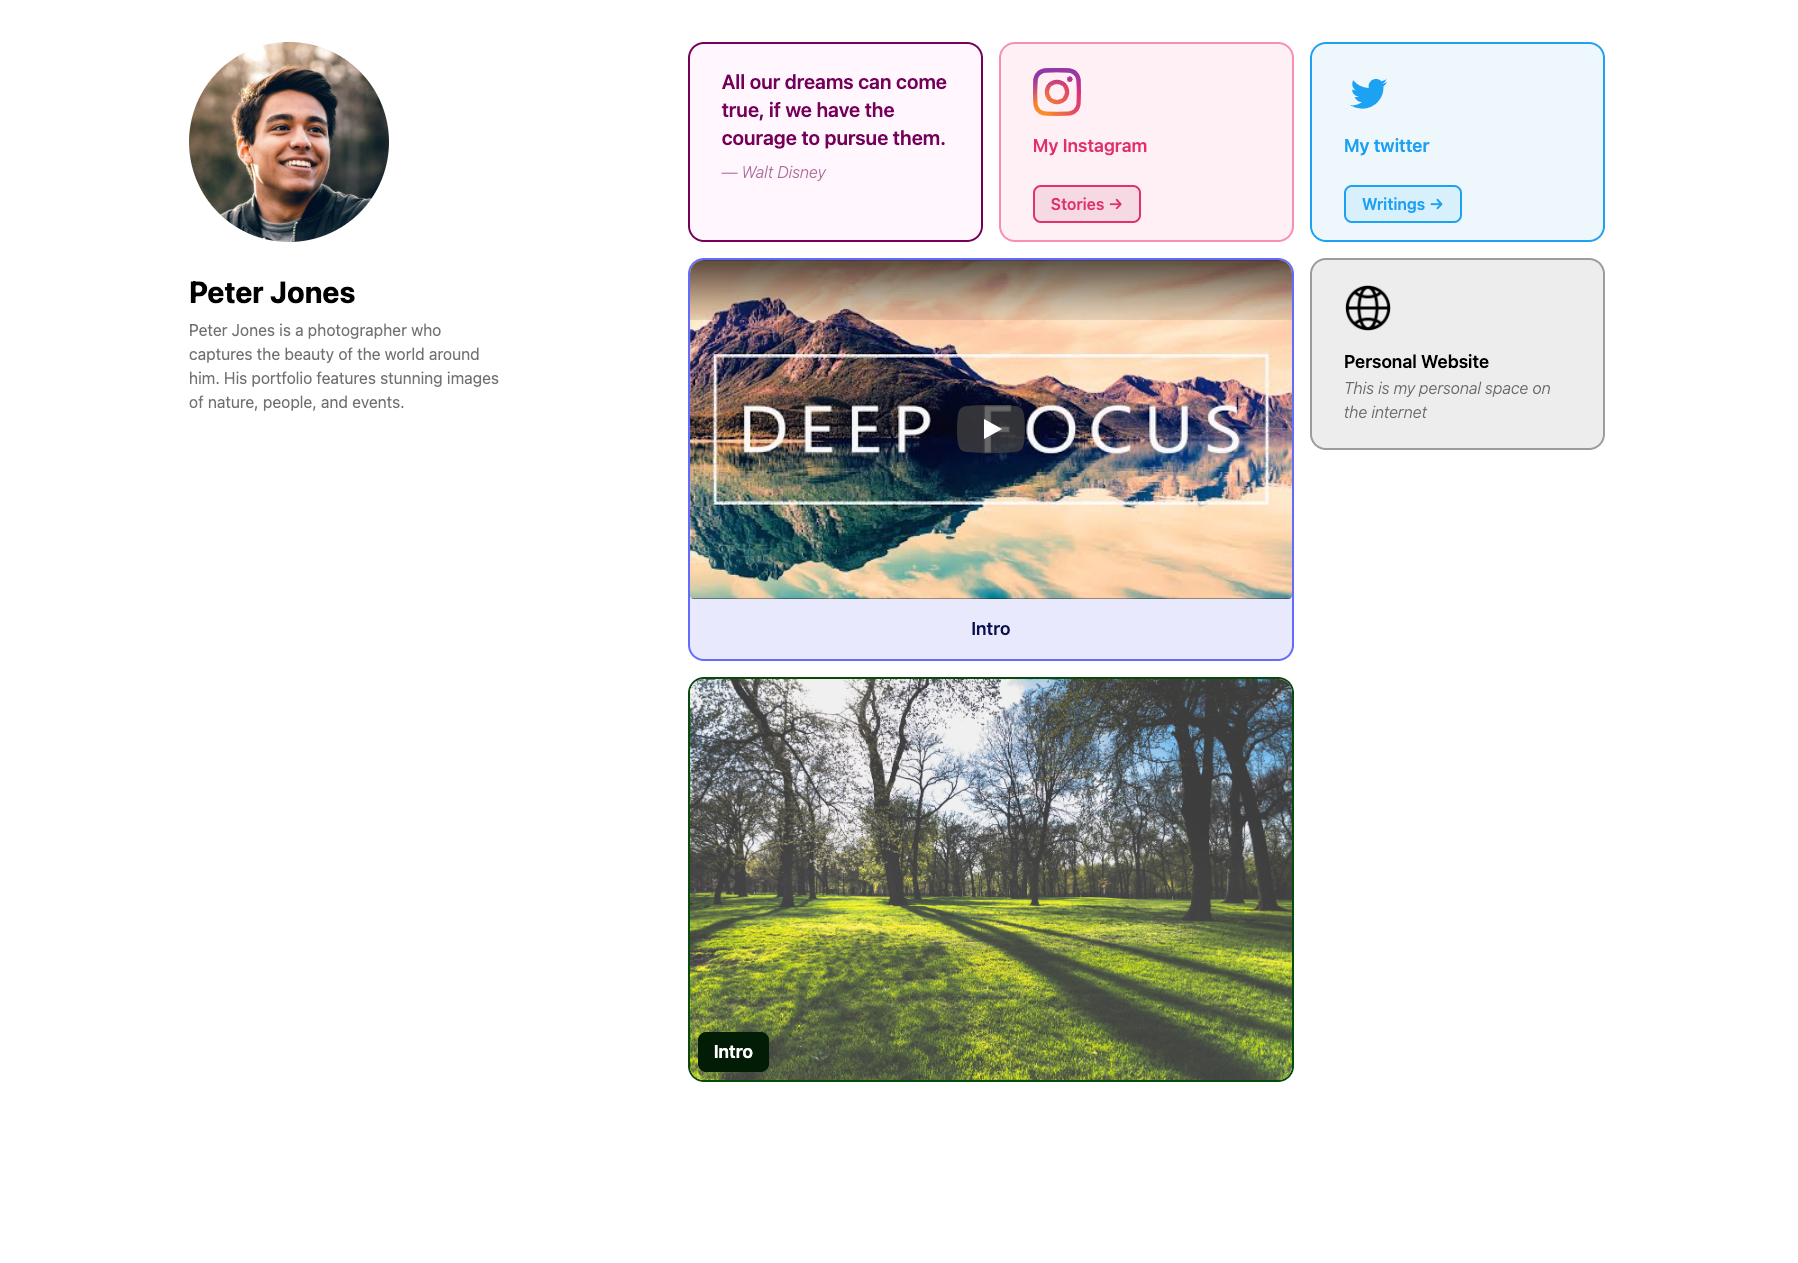 Peter Jones
Peter Jones is a photographer who
captures the beauty of the world around
him. His portfolio features stunning images
of nature, people, and events.
All our dreams can come
true, if we have the
courage to pursue them.
— Walt Disney
My Instagram
Stories →
My twitter
Writings →
DEEP FOCUS
Intro
Personal Website
This is my personal space on
the internet
Intro